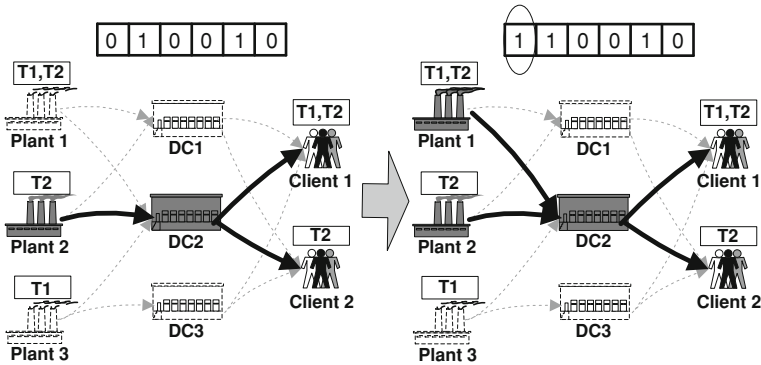 0 1 0 0 1 0
T1,T2
Plant 1
T2
Plant 2
T1
Plant 3
DC1
DC2
DC3
T1,T2
Client 1
T2
Client 2
1 1 0 0 1 0
T1,T2
Plant 1
T2
Plant 2
T1
Plant 3
DC1
DC2
DC3
T1,T2
Client 1
T2
Client 2